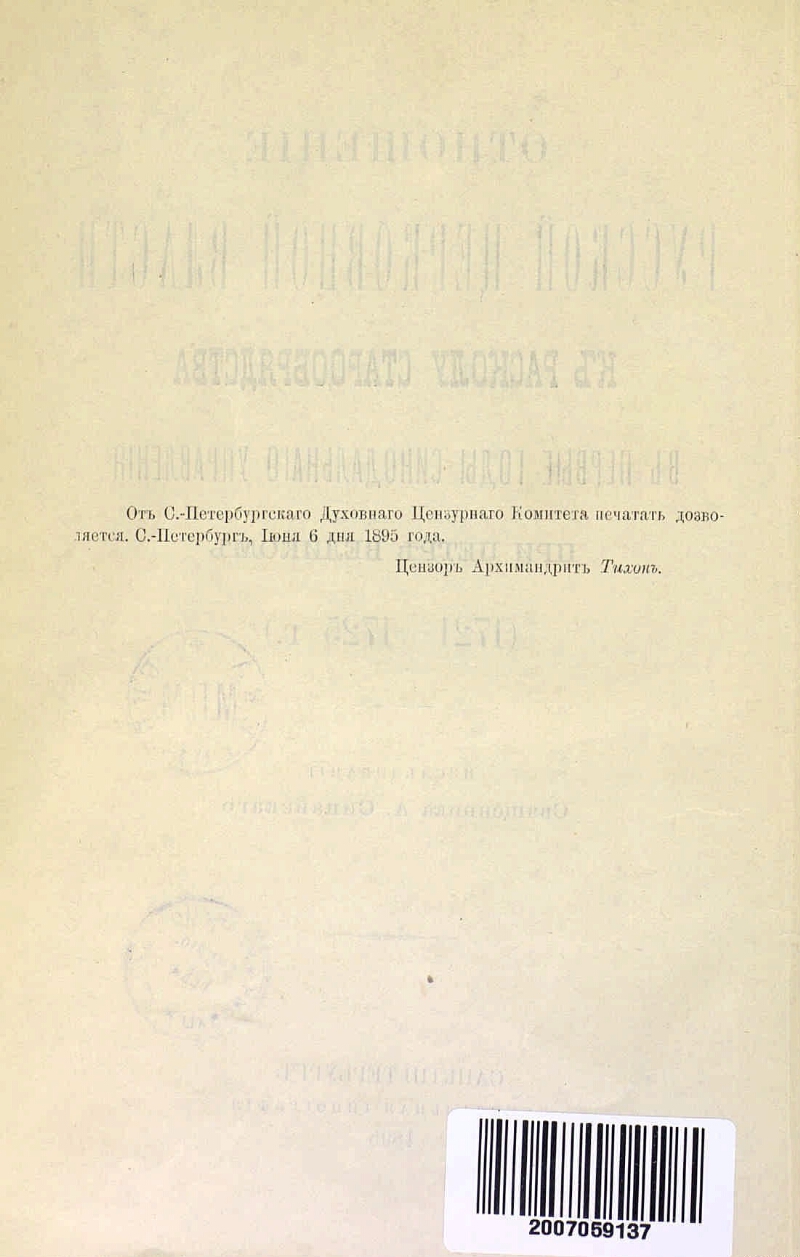 Отъ С.-Петербургскаго Духовнаго Цензурнаго Комитета печатать дозво-
ляется. С.-Петербургъ, Іюня 6 дня 1895 года.
Цензоръ Архимандритъ Тихонъ.
2007059137